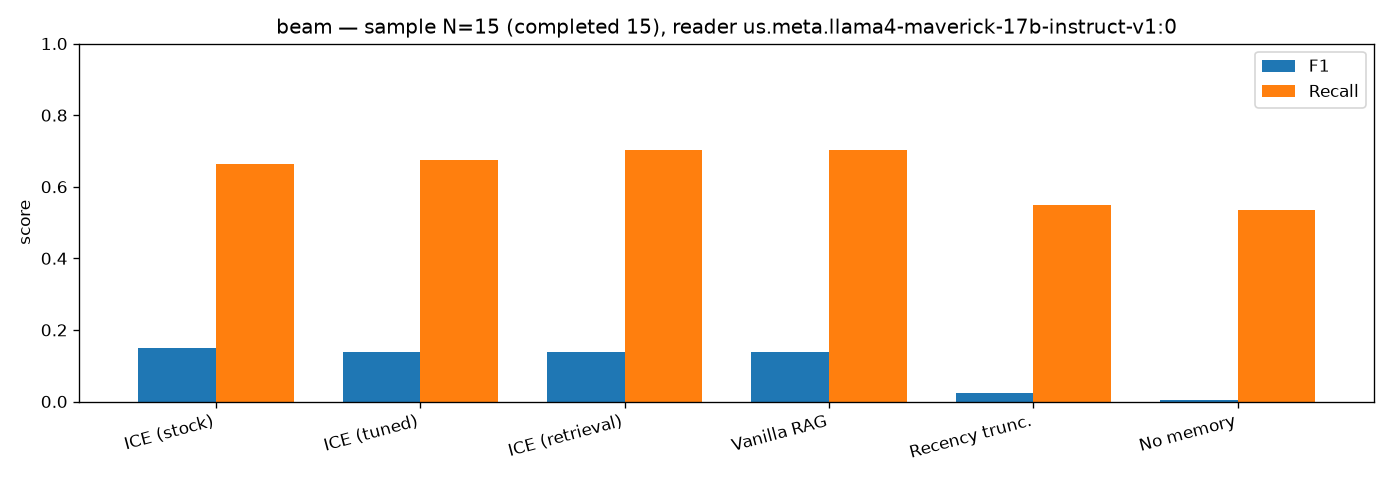 beam — sample N=15 (completed 15), reader us.meta.llama4-maverick-17b-instruct-v1:0
F1
Recall
score
1.0
0.8
0.6
0.4
0.2
0.0
ICE (stock)
ICE (tuned)
ICE (retrieval)
Vanilla RAG
Recency trunc.
No memory